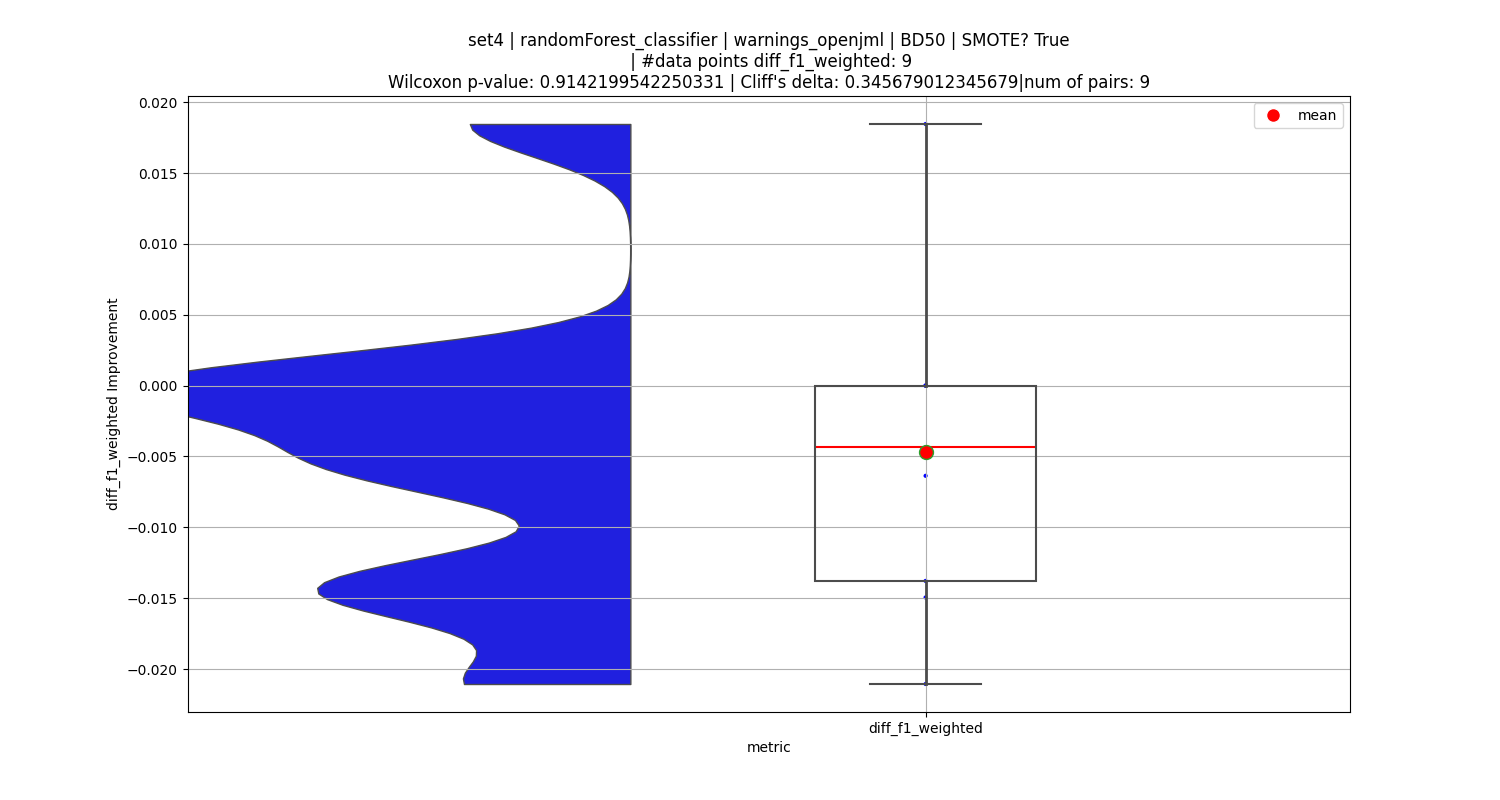 set4 | randomForest_classifier | warnings_openjml | BD50 | SMOTE? True
| #data points diff_f1_weighted: 9
Wilcoxon p-value: 0.9142199542250331 | Cliff's delta: 0.345679012345679|num of pairs: 9
mean
0.020
0.015
0.010
0.005
0.000
−0.005
−0.010
−0.015
−0.020
diff_f1_weighted Improvement
diff_f1_weighted
metric